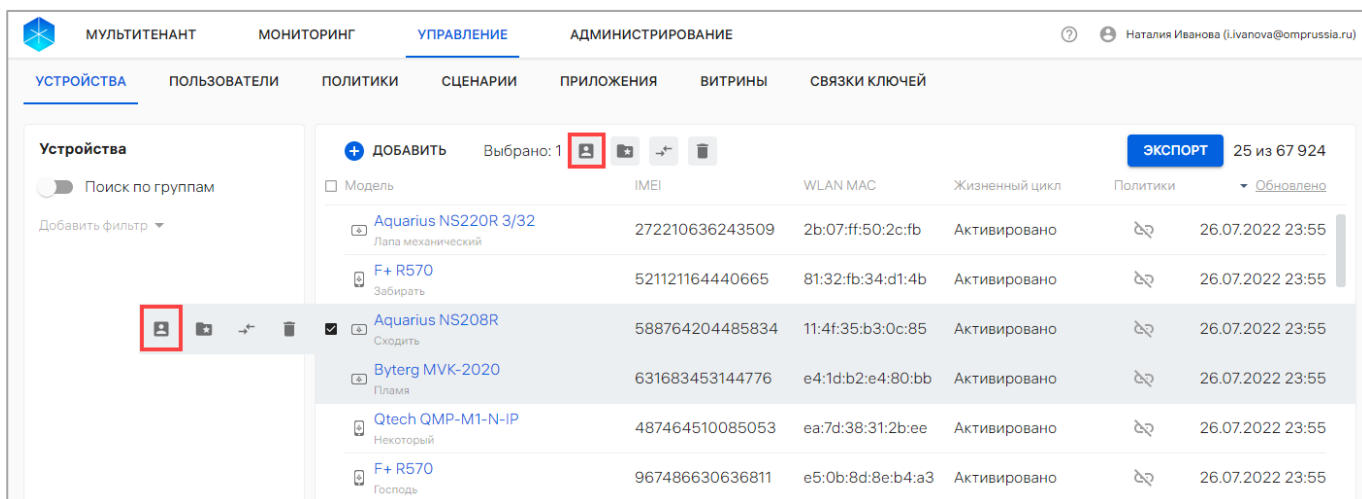 МУЛЬТИТЕНАНТ МОНИТОРИНГ УПРАВЛЕНИЕ АДМИНИСТРИРОВАНИЕ ? Наталия Иванова (i.ivanova@omprussia.ru)
УСТРОЙСТВА ПОЛЬЗОВАТЕЛИ ПОЛИТИКИ СЦЕНАРИИ ПРИЛОЖЕНИЯ ВИТРИНЫ СВЯЗКИ КЛЮЧЕЙ
Устройства
Поиск по группам
Добавить фильтр
ДОБАВИТЬ Выбрано: 1 ЭКСПОРТ 25 из 67 924
Модель IMEI WLAN MAC Жизненный цикл Политики Обновлено
Aquarius NS220R 3/32 272210636243509 2b:07:ff:50:2c:fb Активировано 26.07.2022 23:55
Лапа механический
F+ R570 521121164440665 81:32:fb:34:d1:4b Активировано 26.07.2022 23:55
Забирать
Aquarius NS208R 588764204485834 11:4f:35:b3:0c:85 Активировано 26.07.2022 23:55
Сходить
Byterg MVK-2020 631683453144776 e4:1d:b2:e4:80:bb Активировано 26.07.2022 23:55
Пламя
Qtech QMP-M1-N-IP 487464510085053 ea:7d:38:31:2b:ee Активировано 26.07.2022 23:55
Некоторый
F+ R570 967486630636811 e5:0b:8d:8e:b4:a3 Активировано 26.07.2022 23:55
Господь